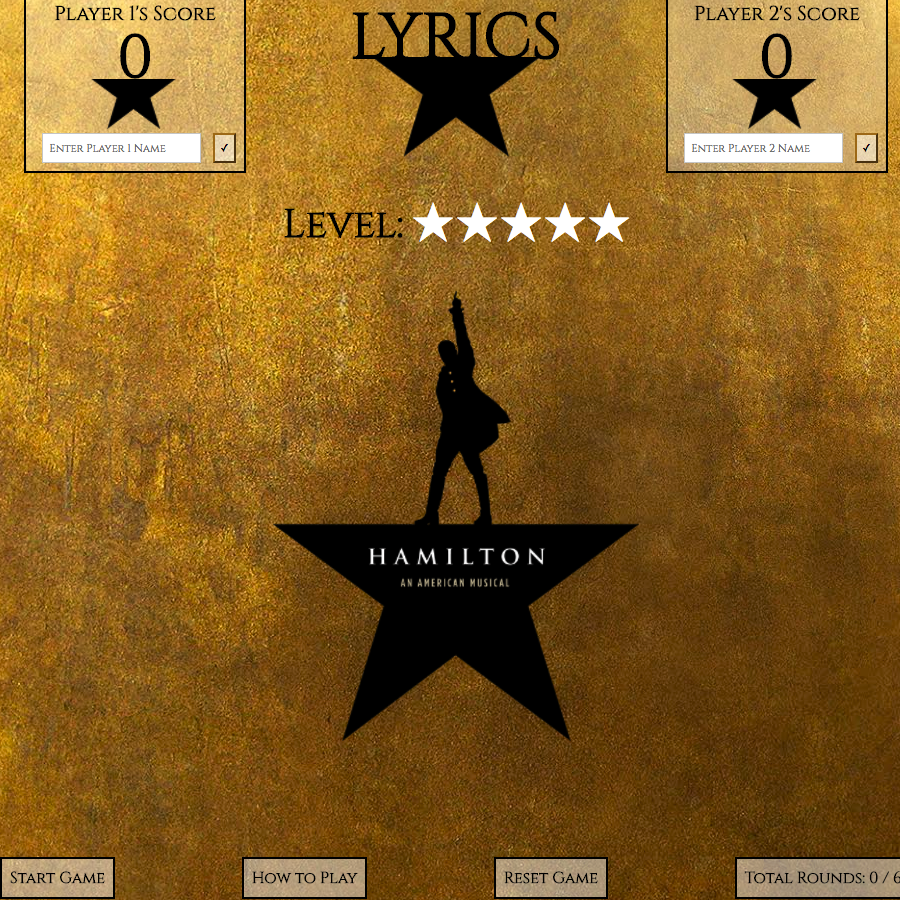 Player 1's Score
LYRICS
Player 2's Score
0
0
Enter Player 1 Name
✓
Enter Player 2 Name
✓
Level:
HAMILTON
AN AMERICAN MUSICAL
Start Game
How to Play
Reset Game
Total Rounds: 0 / 6